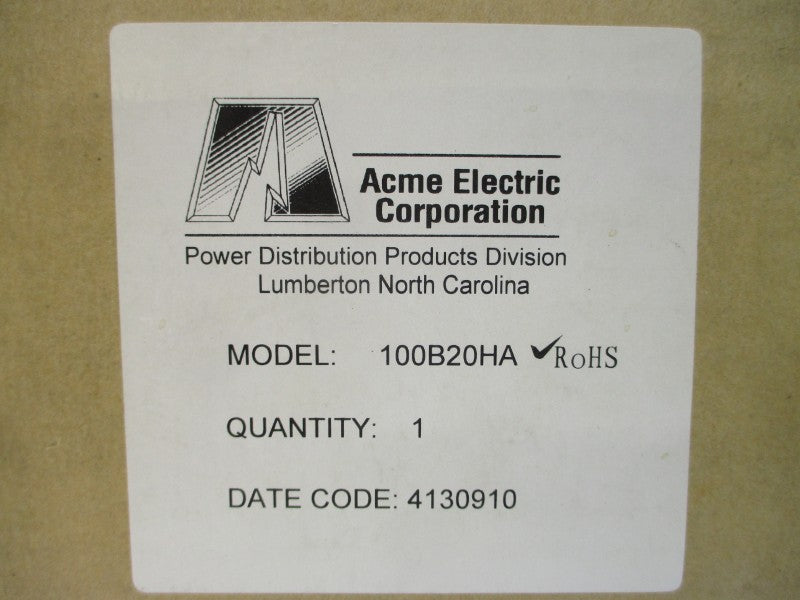 Acme Electric
Corporation
Power Distribution Products Division
Lumberton North Carolina
MODEL: 100B20HA ✔RoHS
QUANTITY: 1
DATE CODE: 4130910